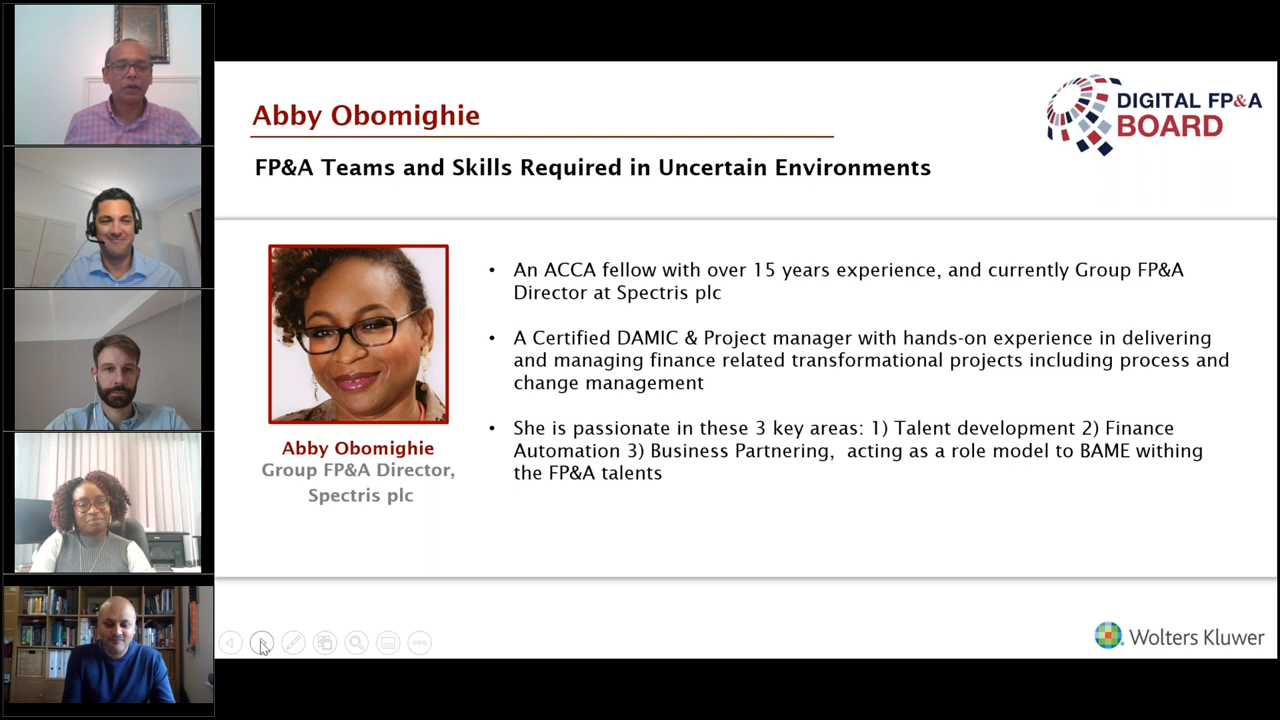 Abby Obomighie
DIGITAL FP&A
BOARD
FP&A Teams and Skills Required in Uncertain Environments
• An ACCA fellow with over 15 years experience, and currently Group FP&A
Director at Spectris plc
• A Certified DAMIC & Project manager with hands-on experience in delivering
and managing finance related transformational projects including process and
change management
• She is passionate in these 3 key areas: 1) Talent development 2) Finance
Automation 3) Business Partnering,  acting as a role model to BAME withing
the FP&A talents
Abby Obomighie
Group FP&A Director,
Spectris plc
Wolters Kluwer